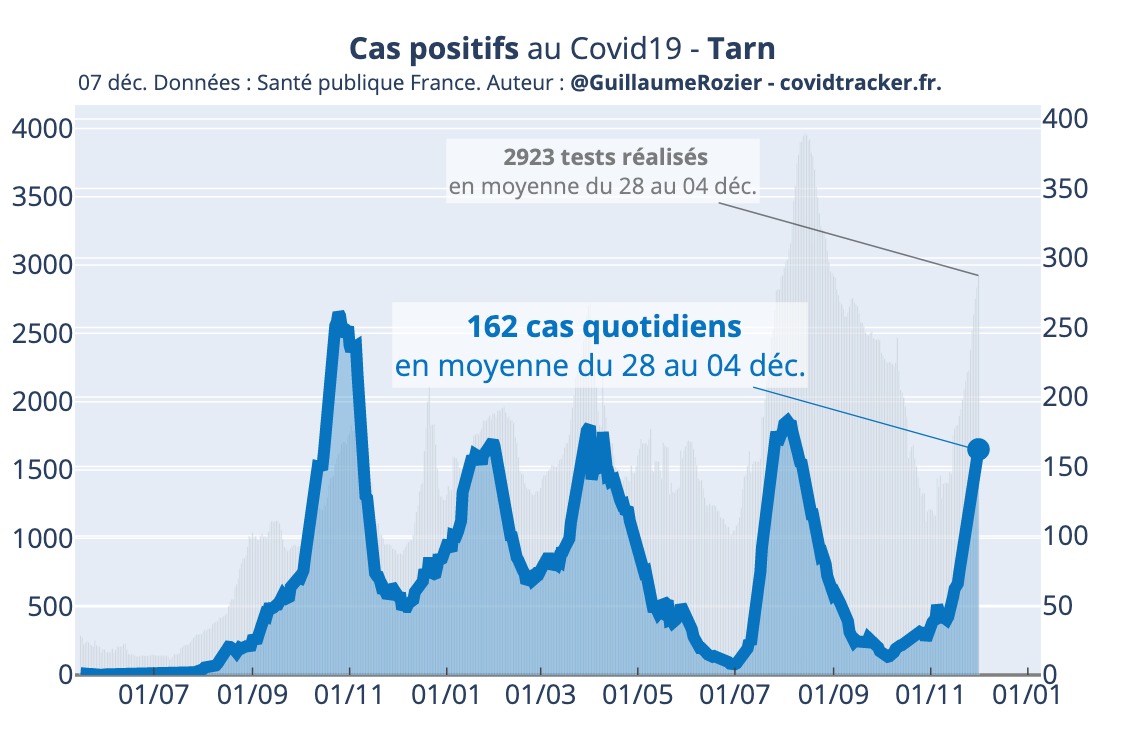 Cas positifs au Covid19 - Tarn
07 déc. Données : Santé publique France. Auteur : @GuillaumeRozier - covidtracker.fr.
4000
3500
3000
2500
2000
1500
1000
500
0
400
350
300
250
200
150
100
50
0
2923 tests réalisés
en moyenne du 28 au 04 déc.
162 cas quotidiens
en moyenne du 28 au 04 déc.
01/07 01/09 01/11 01/01 01/03 01/05 01/07 01/09 01/11 01/01